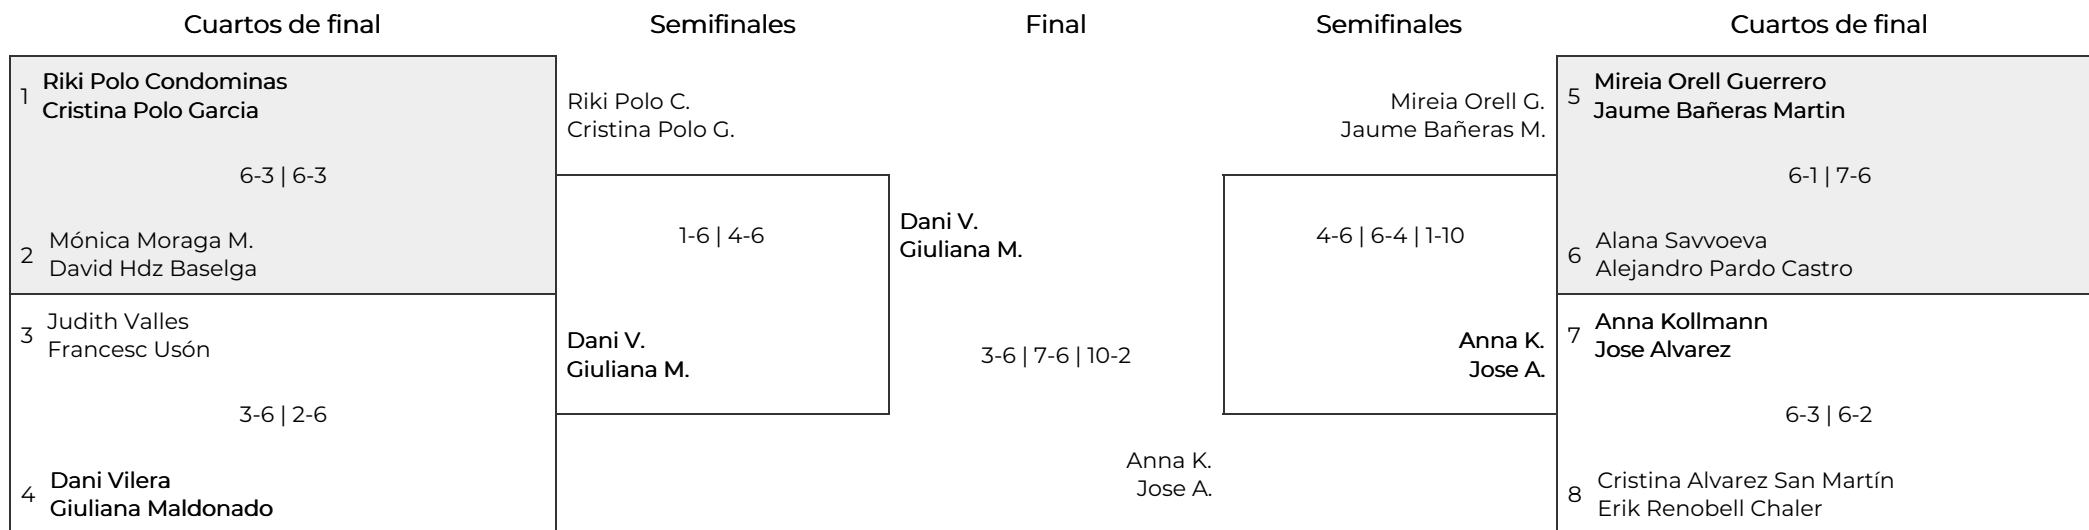 Cuartos de final
Semifinales
Final
Semifinales
Cuartos de final
1
Riki Polo Condominas
Cristina Polo Garcia
6-3 | 6-3
2
Mónica Moraga M.
David Hdz Baselga
3
Judith Valles
Francesc Usón
3-6 | 2-6
4
Dani Vilera
Giuliana Maldonado
Riki Polo C.
Cristina Polo G.
1-6 | 4-6
Dani V.
Giuliana M.
Dani V.
Giuliana M.
3-6 | 7-6 | 10-2
Anna K.
Jose A.
Mireia Orell G.
Jaume Bañeras M.
4-6 | 6-4 | 1-10
Anna K.
Jose A.
5
Mireia Orell Guerrero
Jaume Bañeras Martin
6-1 | 7-6
6
Alana Savvoeva
Alejandro Pardo Castro
7
Anna Kollmann
Jose Alvarez
6-3 | 6-2
8
Cristina Alvarez San Martín
Erik Renobell Chaler